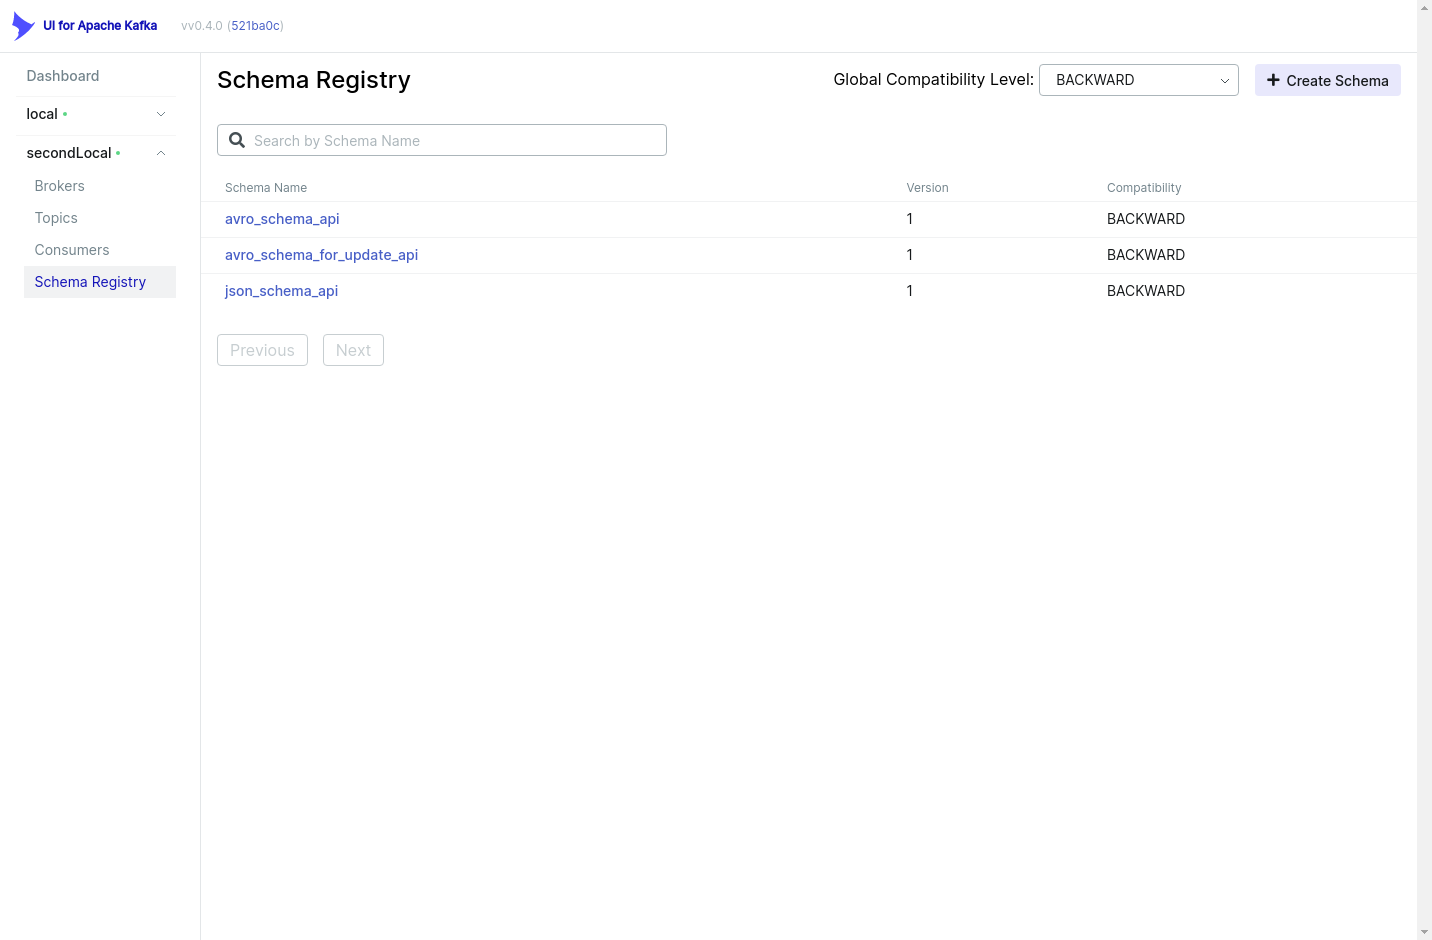 UI for Apache Kafka
vv0.4.0 (521ba0c)
Dashboard
local
secondLocal
Brokers
Topics
Consumers
Schema Registry
Schema Registry
Global Compatibility Level:
BACKWARD
Create Schema
Search by Schema Name
Schema Name Version Compatibility
avro_schema_api 1 BACKWARD
avro_schema_for_update_api 1 BACKWARD
json_schema_api 1 BACKWARD
Previous Next